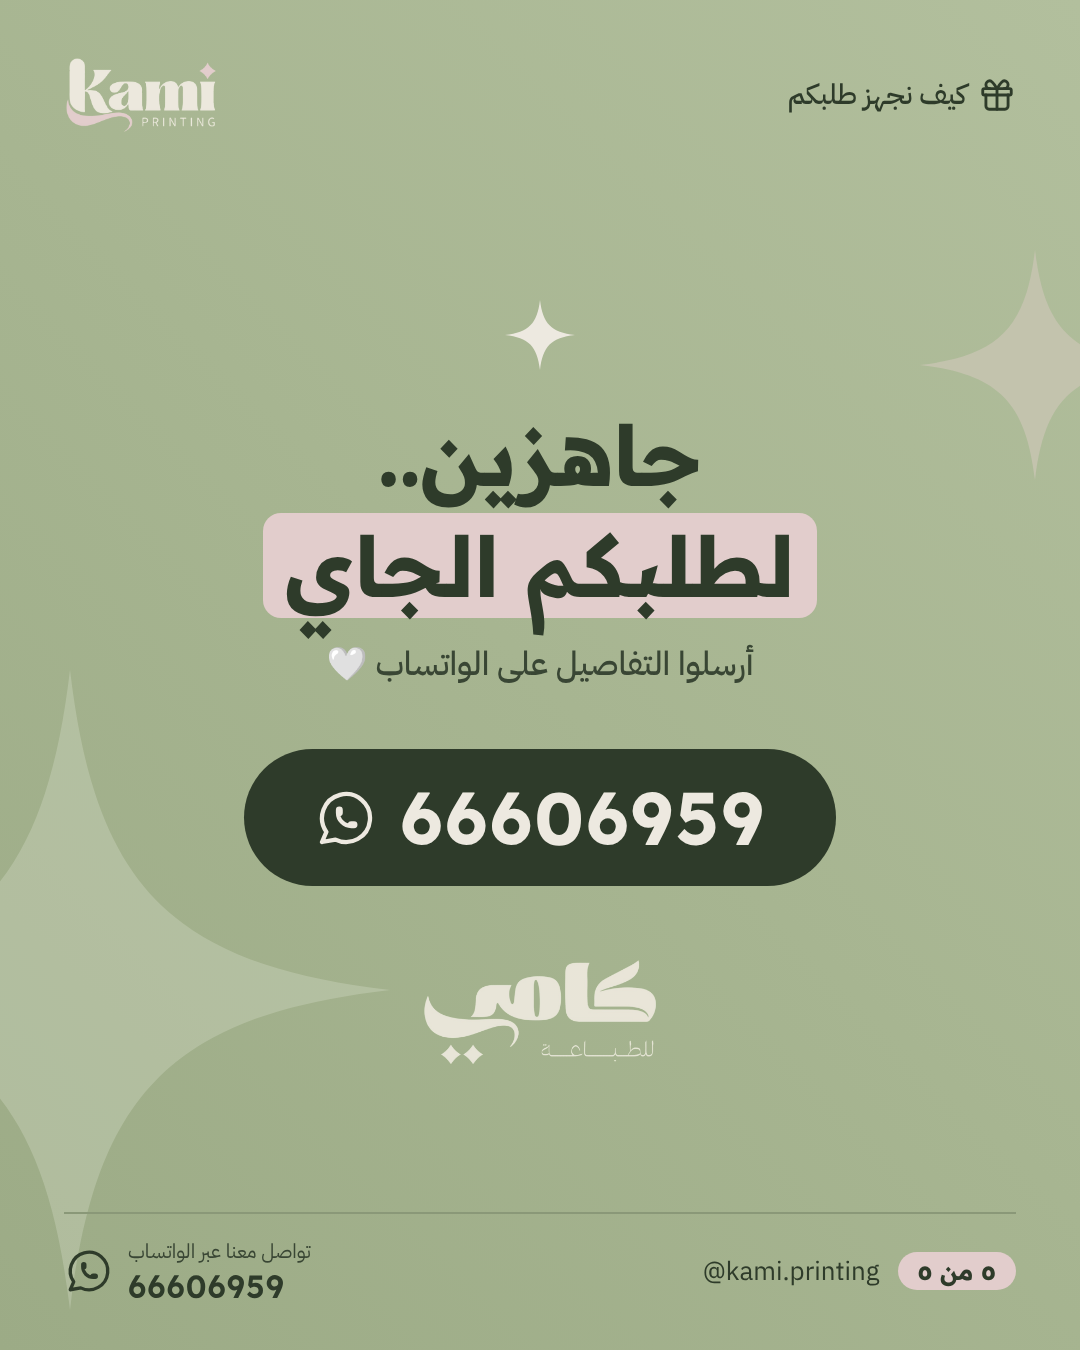 kami
PRINTING
كيف نجهز طلبكم
جاهزين..
لطلبكم الجاي
أرسلوا التفاصيل على الواتساب 🤍
66606959
كامي
للطبـاعـة
تواصل معنا عبر الواتساب
66606959
@kami.printing
٥ من ٥